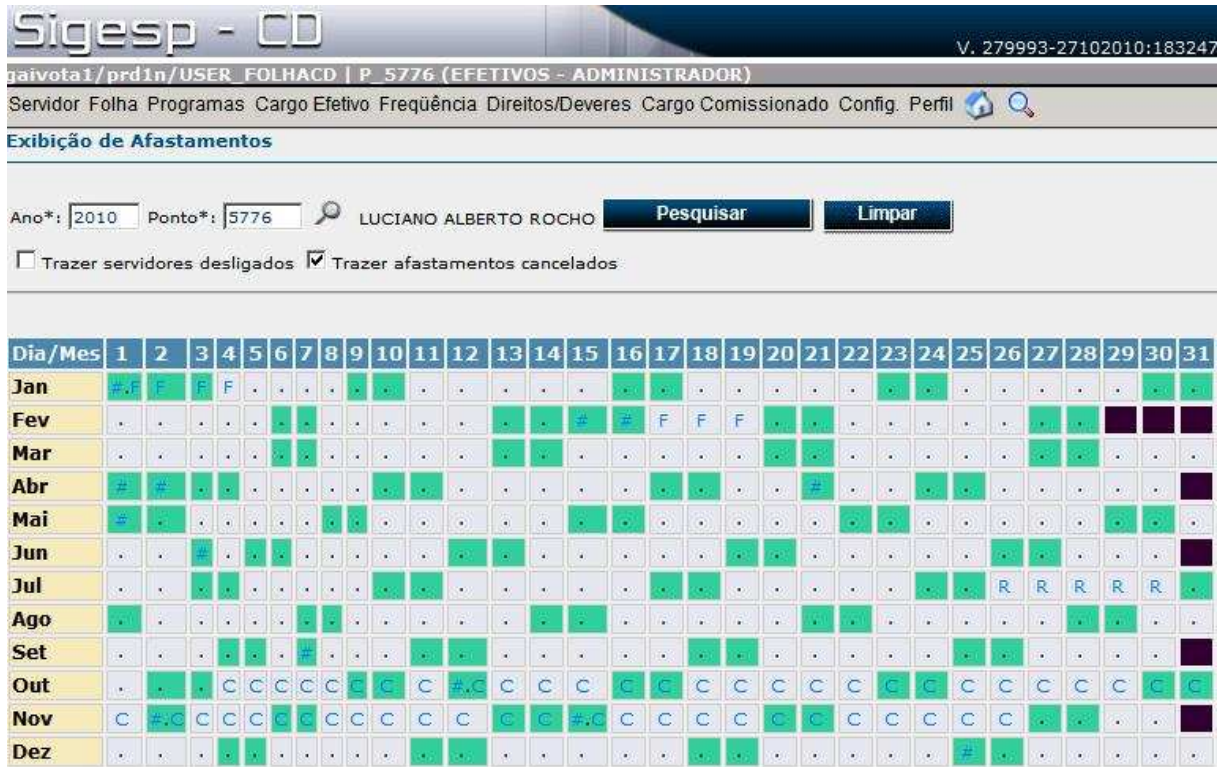 Sigesp - CD
V. 279993-27102010:183247
gaivota1/prd1n/USER_FOLHACD | P_5776 (EFETIVOS - ADMINISTRADOR)
Servidor Folha Programas Cargo Efetivo Freqüência Direitos/Deveres Cargo Comissionado Config. Perfil
Exibição de Afastamentos
Ano*: 2010 Ponto*: 5776 LUCIANO ALBERTO ROCHO Pesquisar Limpar
Trazer servidores desligados Trazer afastamentos cancelados
Dia/Mes 1 2 3 4 5 6 7 8 9 10 11 12 13 14 15 16 17 18 19 20 21 22 23 24 25 26 27 28 29 30 31
Jan #.F F F F . . . . . . . . . . . . . . . . . . . . . . . . . . .
Fev . . . . . . . . . . . . . . # # F F F . . . . . . . . .
Mar . . . . . . . . . . . . . . . . . . . . . . . . . . . . . . .
Abr # # . . . . . . . . . . . . . . . . . . # . . . . . . . . .
Mai # . . . . . . . . . . . . . . . . . . . . . . . . . . . . . .
Jun . . # . . . . . . . . . . . . . . . . . . . . . . . . . . .
Jul . . . . . . . . . . . . . . . . . . . . . . . . . R R R R R .
Ago . . . . . . . . . . . . . . . . . . . . . . . . . . . . . . .
Set . . . . . . # . . . . . . . . . . . . . . . . . . . . . . .
Out . . . C C C C C C C C #.C C C C C C C C C C C C C C C C C C C C
Nov C #.C C C C C C C C C C C C C #.C C C C C C C C C C C C . . . .
Dez . . . . . . . . . . . . . . . . . . . . . . . . # . . . . . .